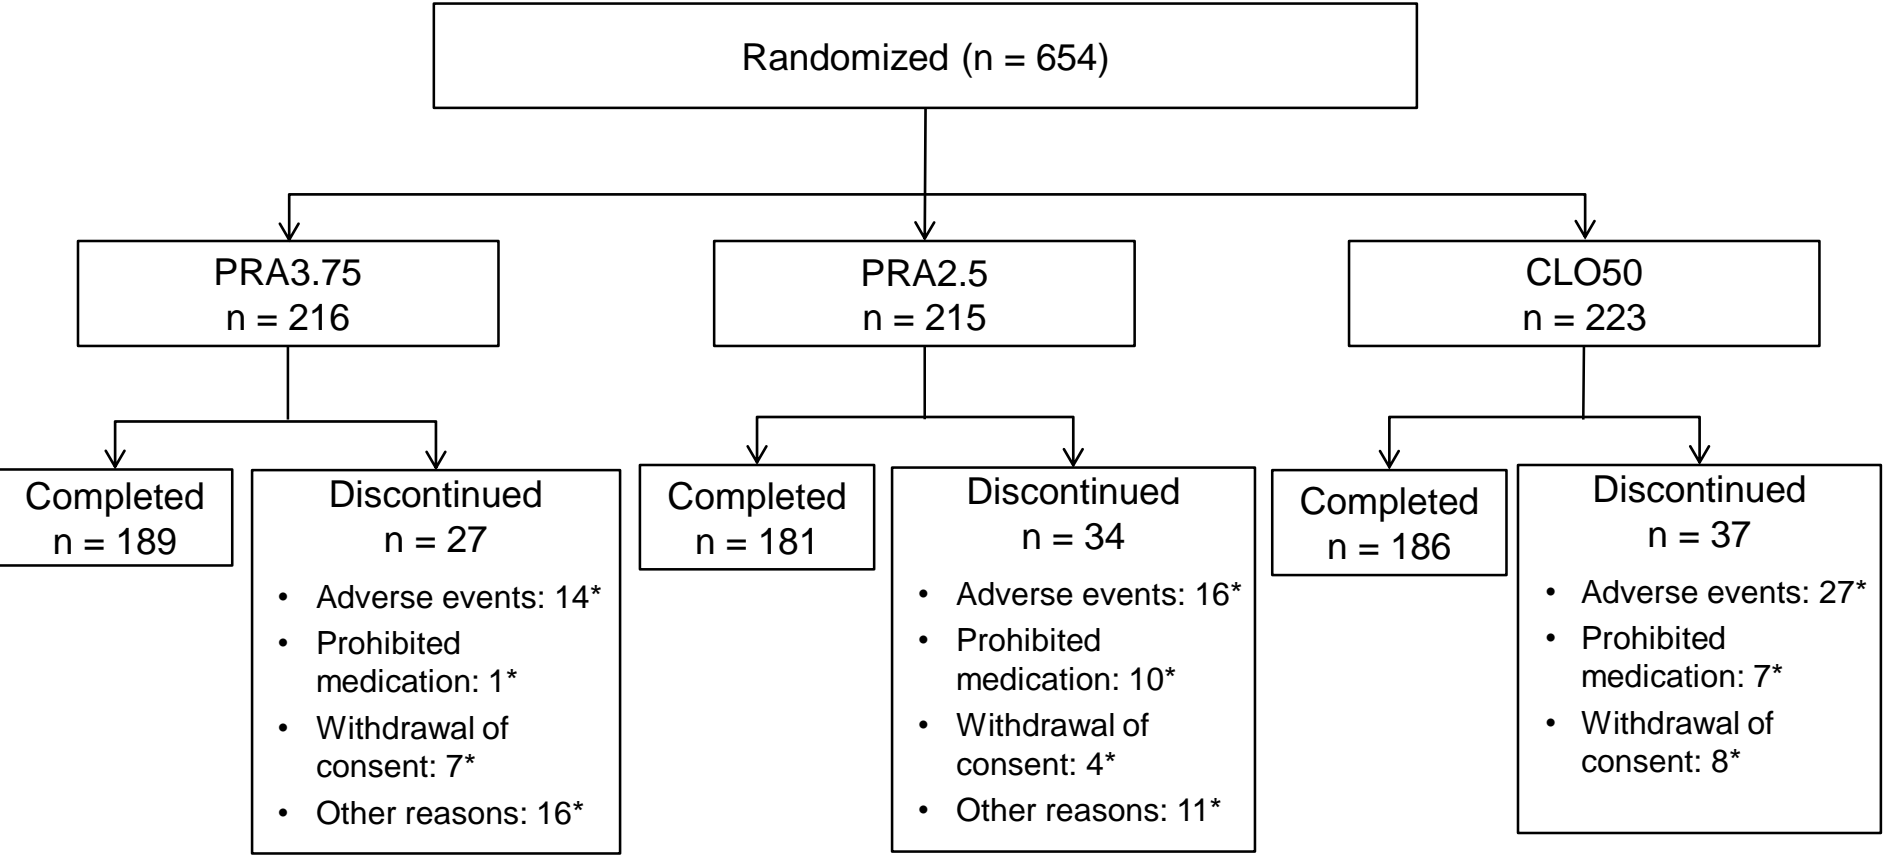 Randomized (n = 654)
PRA3.75
n = 216
PRA2.5
n = 215
CLO50
n = 223
Completed
n = 189
Discontinued
n = 27
• Adverse events: 14*
• Prohibited
medication: 1*
• Withdrawal of
consent: 7*
• Other reasons: 16*
Completed
n = 181
Discontinued
n = 34
• Adverse events: 16*
• Prohibited
medication: 10*
• Withdrawal of
consent: 4*
• Other reasons: 11*
Completed
n = 186
Discontinued
n = 37
• Adverse events: 27*
• Prohibited
medication: 7*
• Withdrawal of
consent: 8*